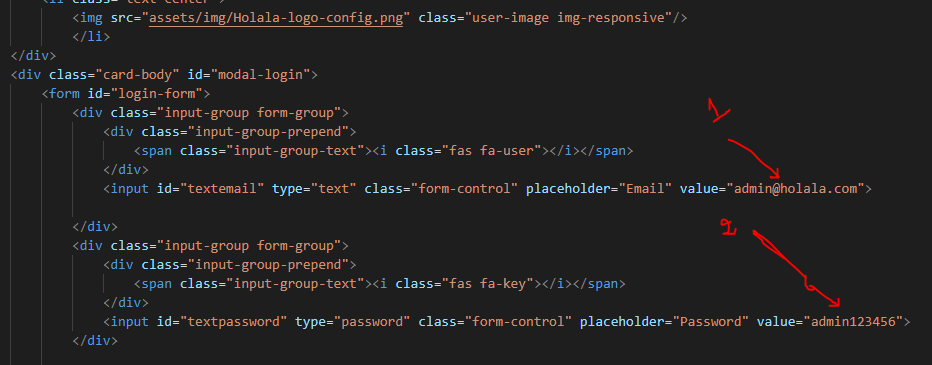 <li class="text-center">
<img src="assets/img/Holala-logo-config.png" class="user-image img-responsive"/>
</li>
</div>
<div class="card-body" id="modal-login">
<form id="login-form">
<div class="input-group form-group">
<div class="input-group-prepend">
<span class="input-group-text"><i class="fas fa-user"></i></span>
</div>
1
<input id="textemail" type="text" class="form-control" placeholder="Email" value="admin@holala.com">
</div>
2
<div class="input-group form-group">
<div class="input-group-prepend">
<span class="input-group-text"><i class="fas fa-key"></i></span>
</div>
<input id="textpassword" type="password" class="form-control" placeholder="Password" value="admin123456">
</div>